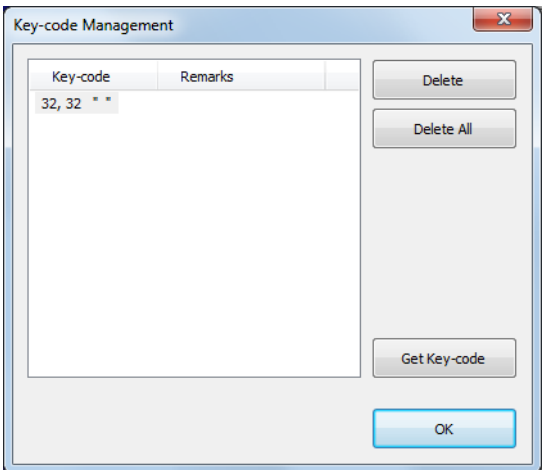 Key-code Management
Key-code Remarks
32, 32 " "
Delete
Delete All
Get Key-code
OK